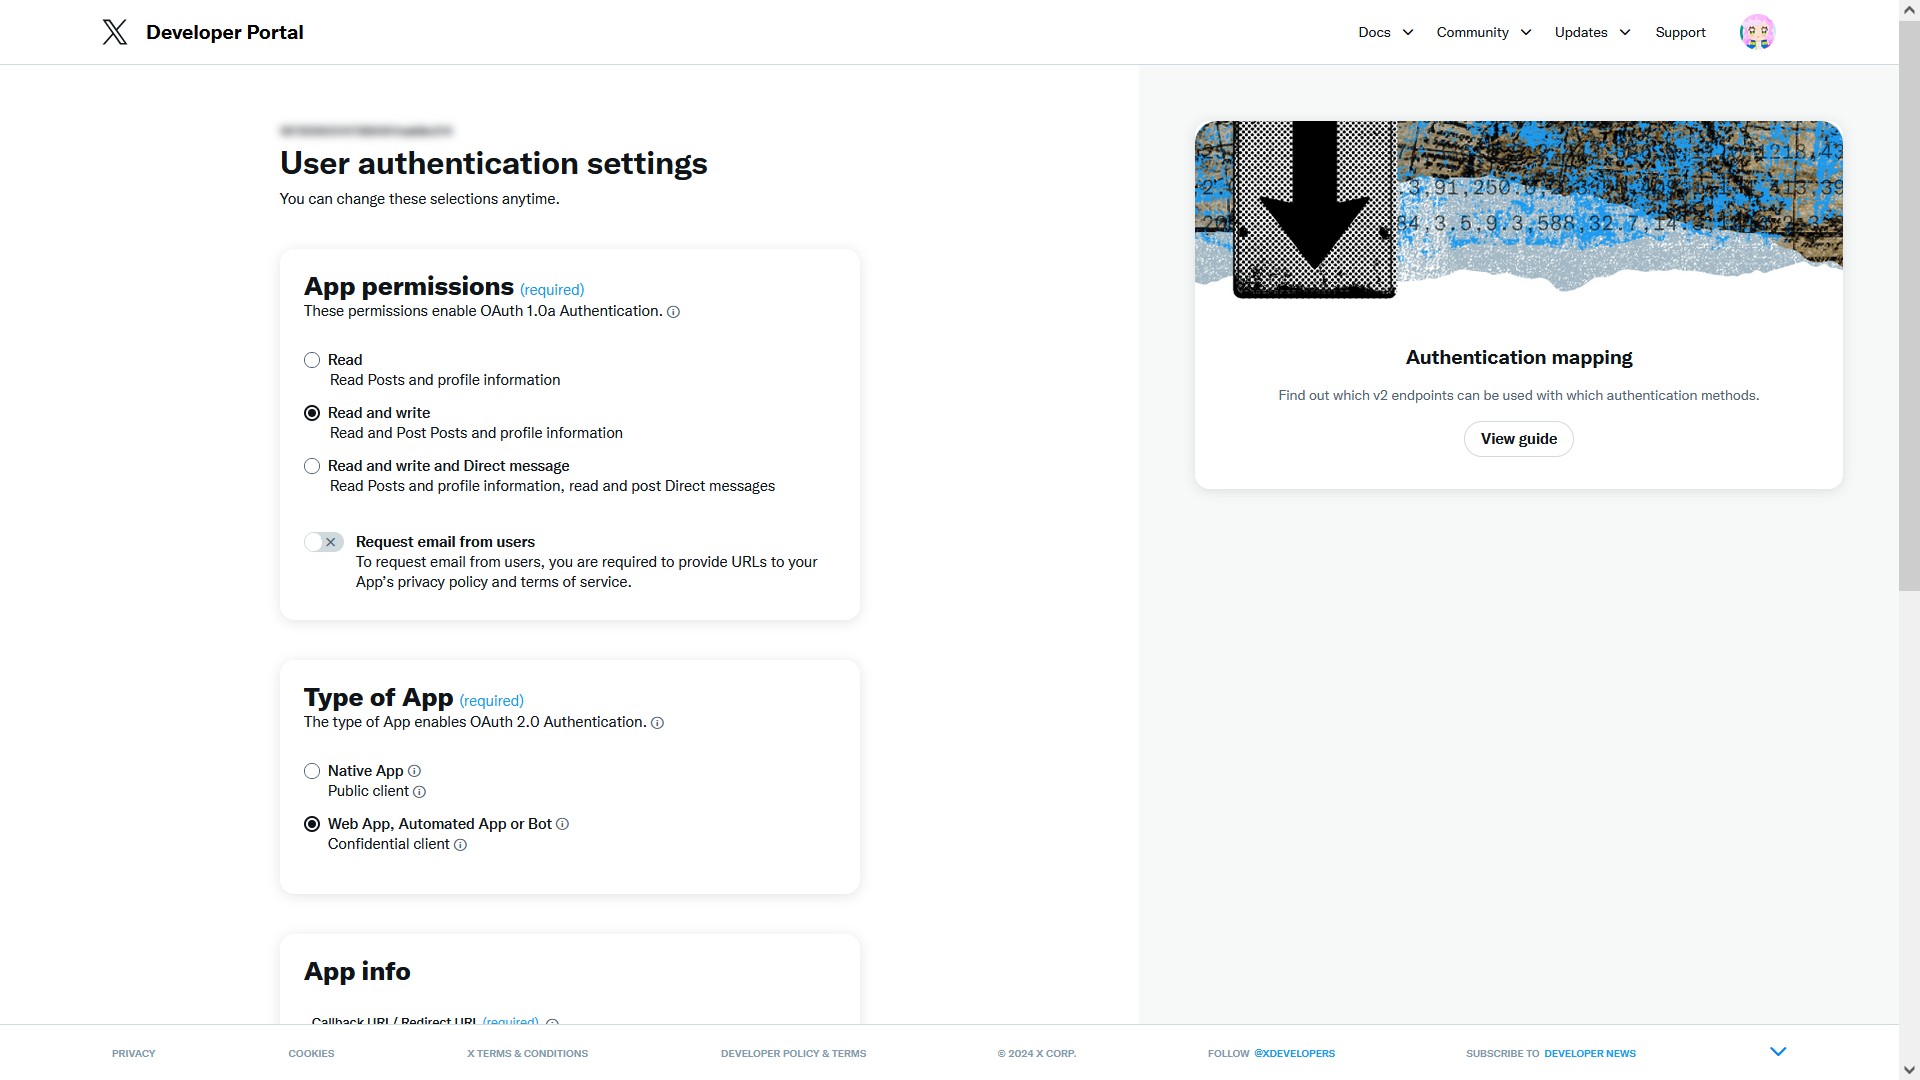 Developer Portal
Docs
Community
Updates
Support
User authentication settings
You can change these selections anytime.
App permissions (required)
These permissions enable OAuth 1.0a Authentication.
Read
Read Posts and profile information
Read and write
Read and Post Posts and profile information
Read and write and Direct message
Read Posts and profile information, read and post Direct messages
Request email from users
To request email from users, you are required to provide URLs to your
App’s privacy policy and terms of service.
Type of App (required)
The type of App enables OAuth 2.0 Authentication.
Native App
Public client
Web App, Automated App or Bot
Confidential client
App info
Callback URI / Redirect URL (required)
Authentication mapping
Find out which v2 endpoints can be used with which authentication methods.
View guide
PRIVACY
COOKIES
X TERMS & CONDITIONS
DEVELOPER POLICY & TERMS
© 2024 X CORP.
FOLLOW @XDEVELOPERS
SUBSCRIBE TO DEVELOPER NEWS